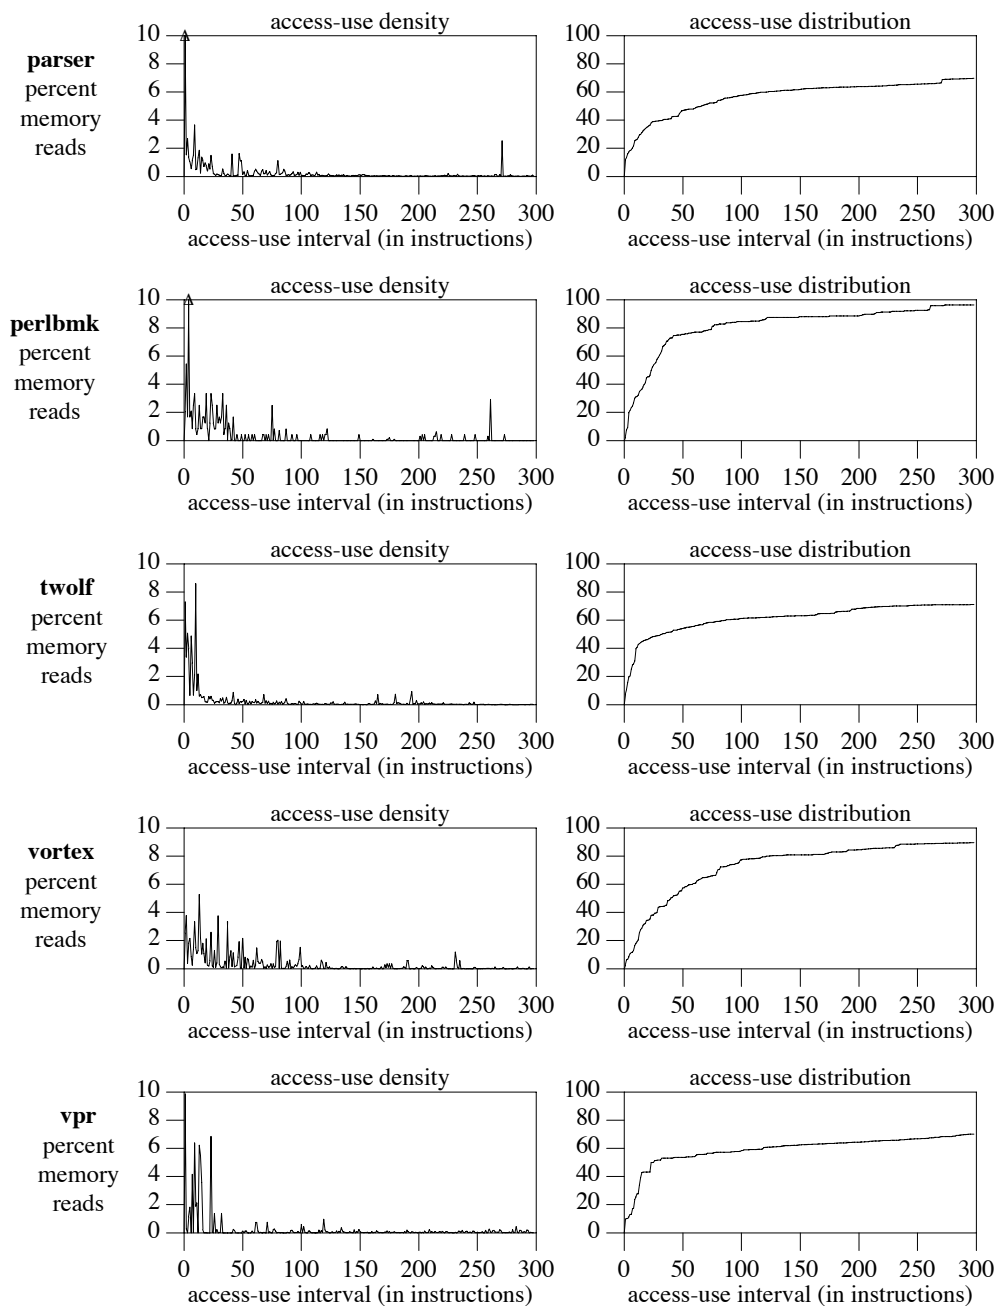 access-use density
access-use distribution
parser
percent
memory
reads
10
8
6
4
2
0
0 50 100 150 200 250 300
access-use interval (in instructions)
100
80
60
40
20
0
0 50 100 150 200 250 300
access-use interval (in instructions)
access-use density
access-use distribution
perlbmk
percent
memory
reads
10
8
6
4
2
0
0 50 100 150 200 250 300
access-use interval (in instructions)
100
80
60
40
20
0
0 50 100 150 200 250 300
access-use interval (in instructions)
access-use density
access-use distribution
twolf
percent
memory
reads
10
8
6
4
2
0
0 50 100 150 200 250 300
access-use interval (in instructions)
100
80
60
40
20
0
0 50 100 150 200 250 300
access-use interval (in instructions)
access-use density
access-use distribution
vortex
percent
memory
reads
10
8
6
4
2
0
0 50 100 150 200 250 300
access-use interval (in instructions)
100
80
60
40
20
0
0 50 100 150 200 250 300
access-use interval (in instructions)
access-use density
access-use distribution
vpr
percent
memory
reads
10
8
6
4
2
0
0 50 100 150 200 250 300
access-use interval (in instructions)
100
80
60
40
20
0
0 50 100 150 200 250 300
access-use interval (in instructions)